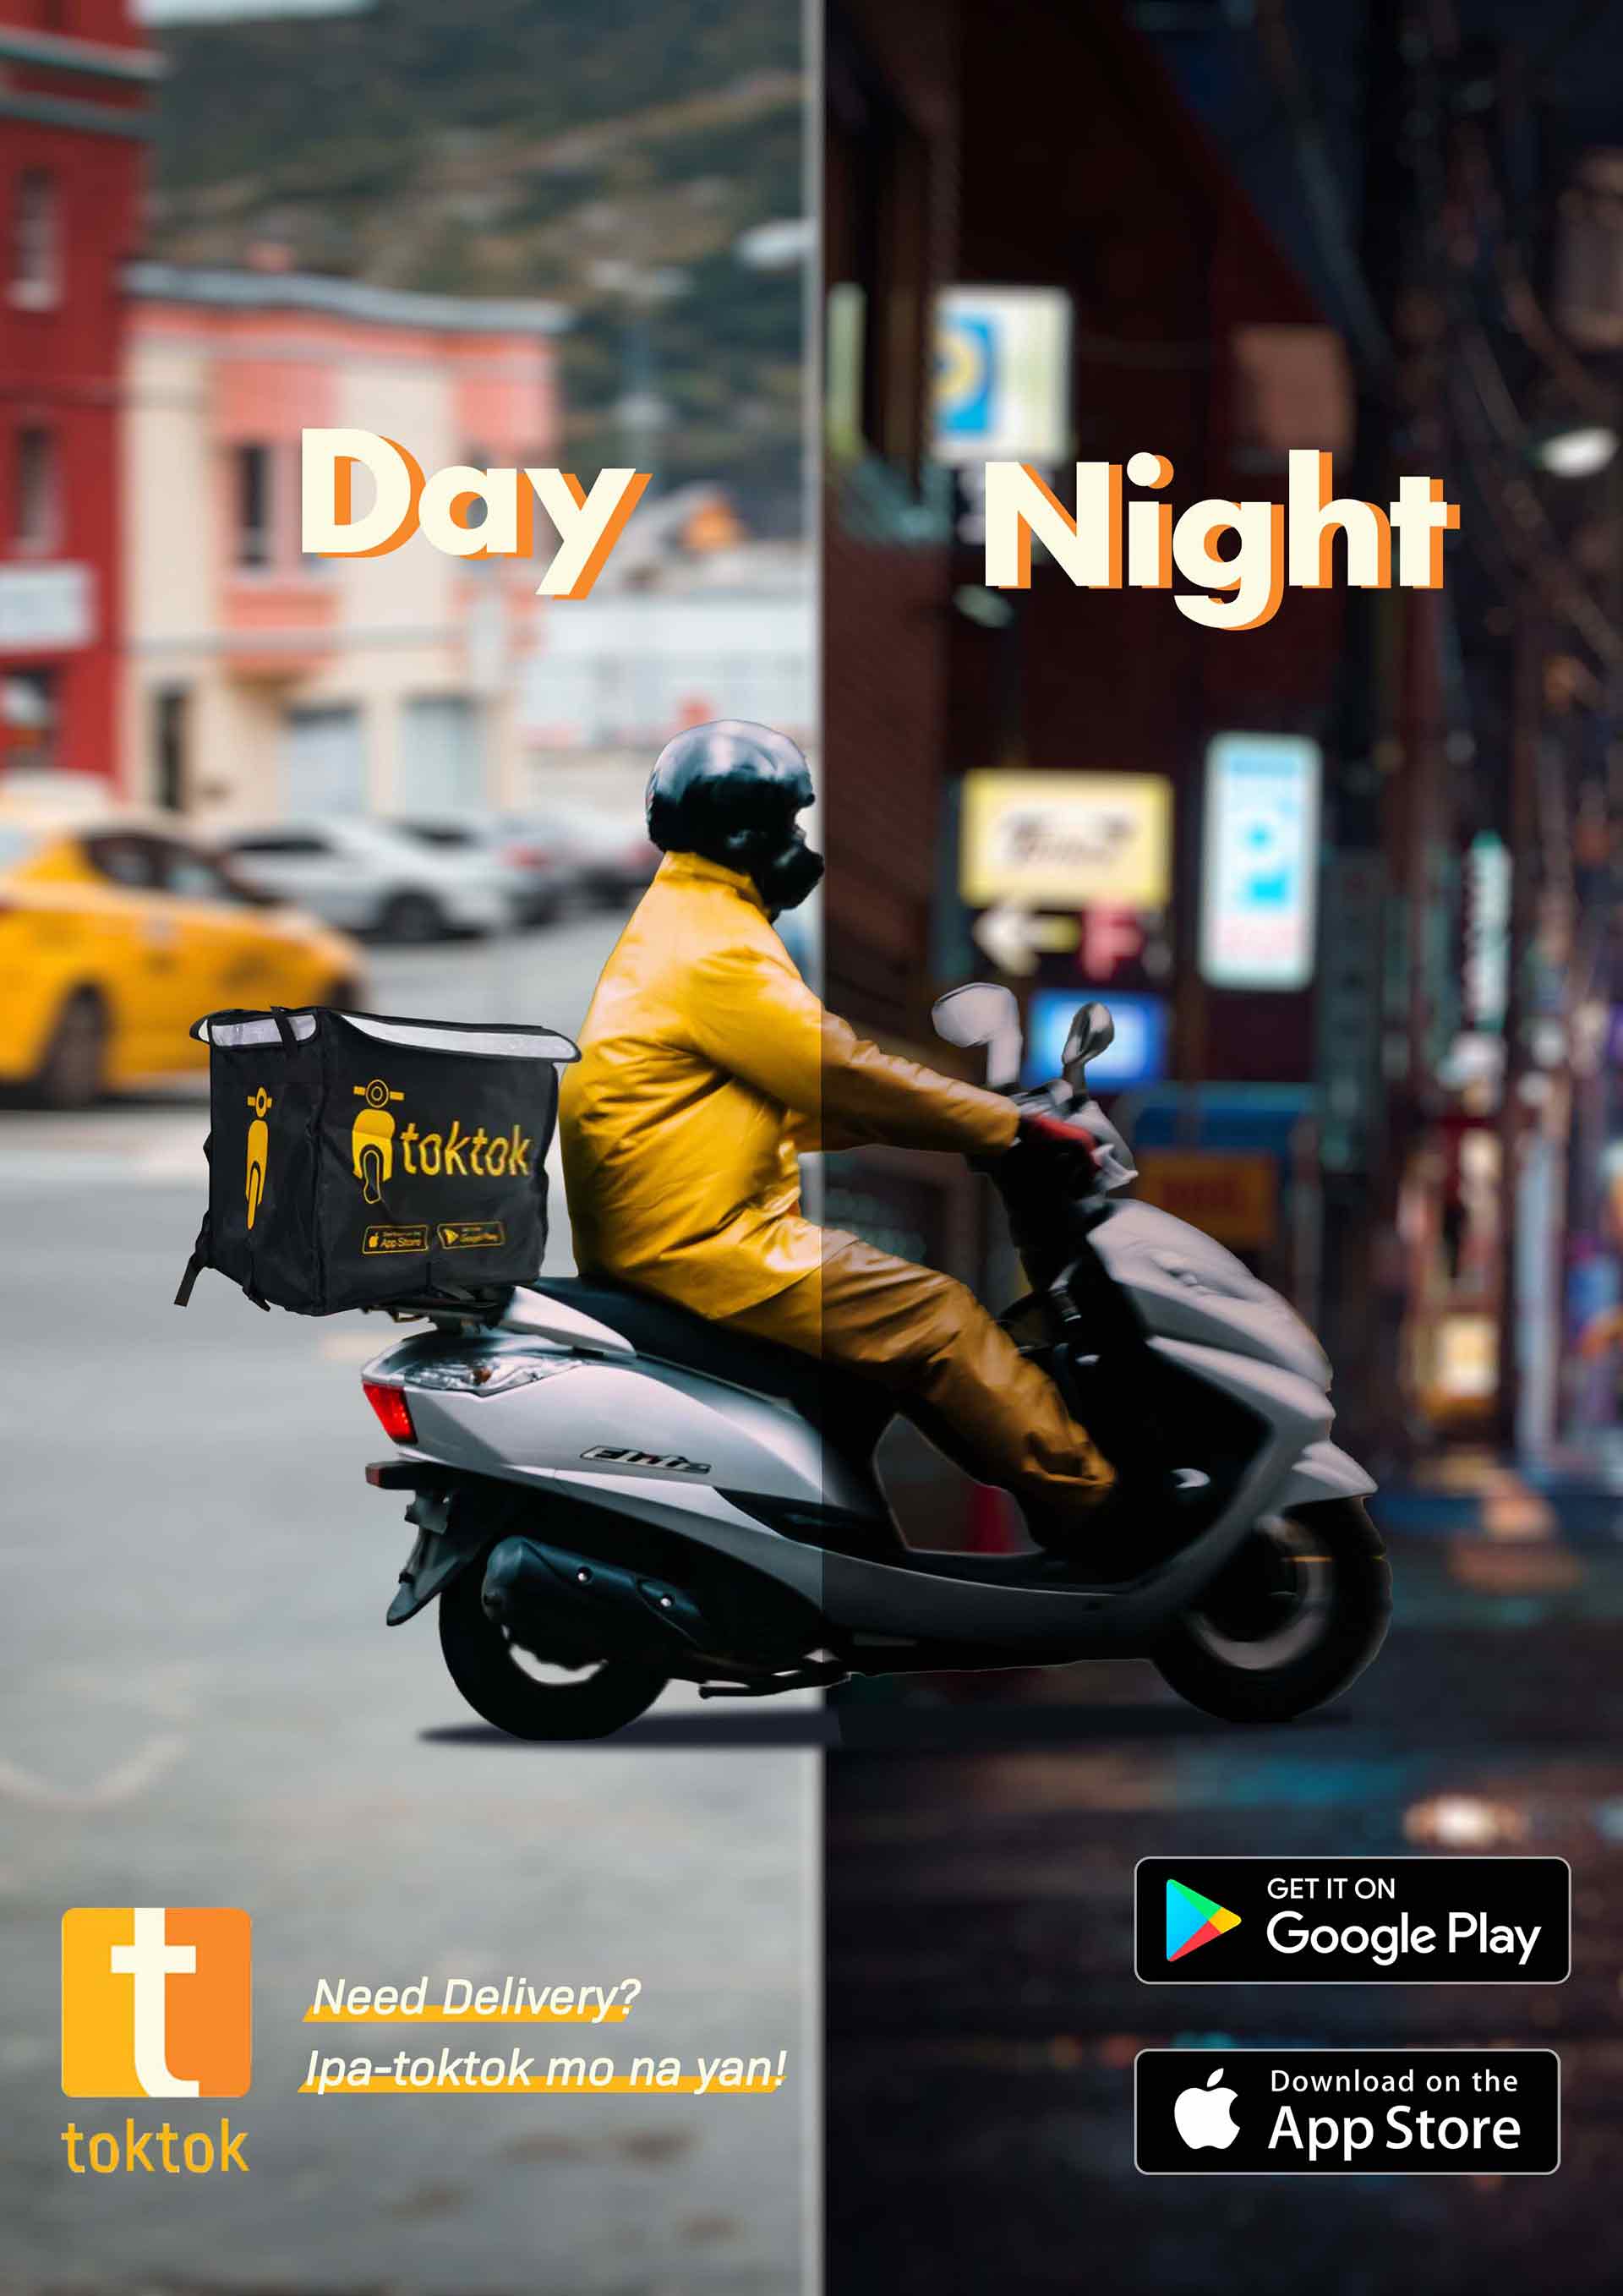 Day
Night
toktok
App Store
Google Play
Need Delivery?
Ipa-toktok mo na yan!
t
toktok
GET IT ON
Google Play
Download on the
App Store